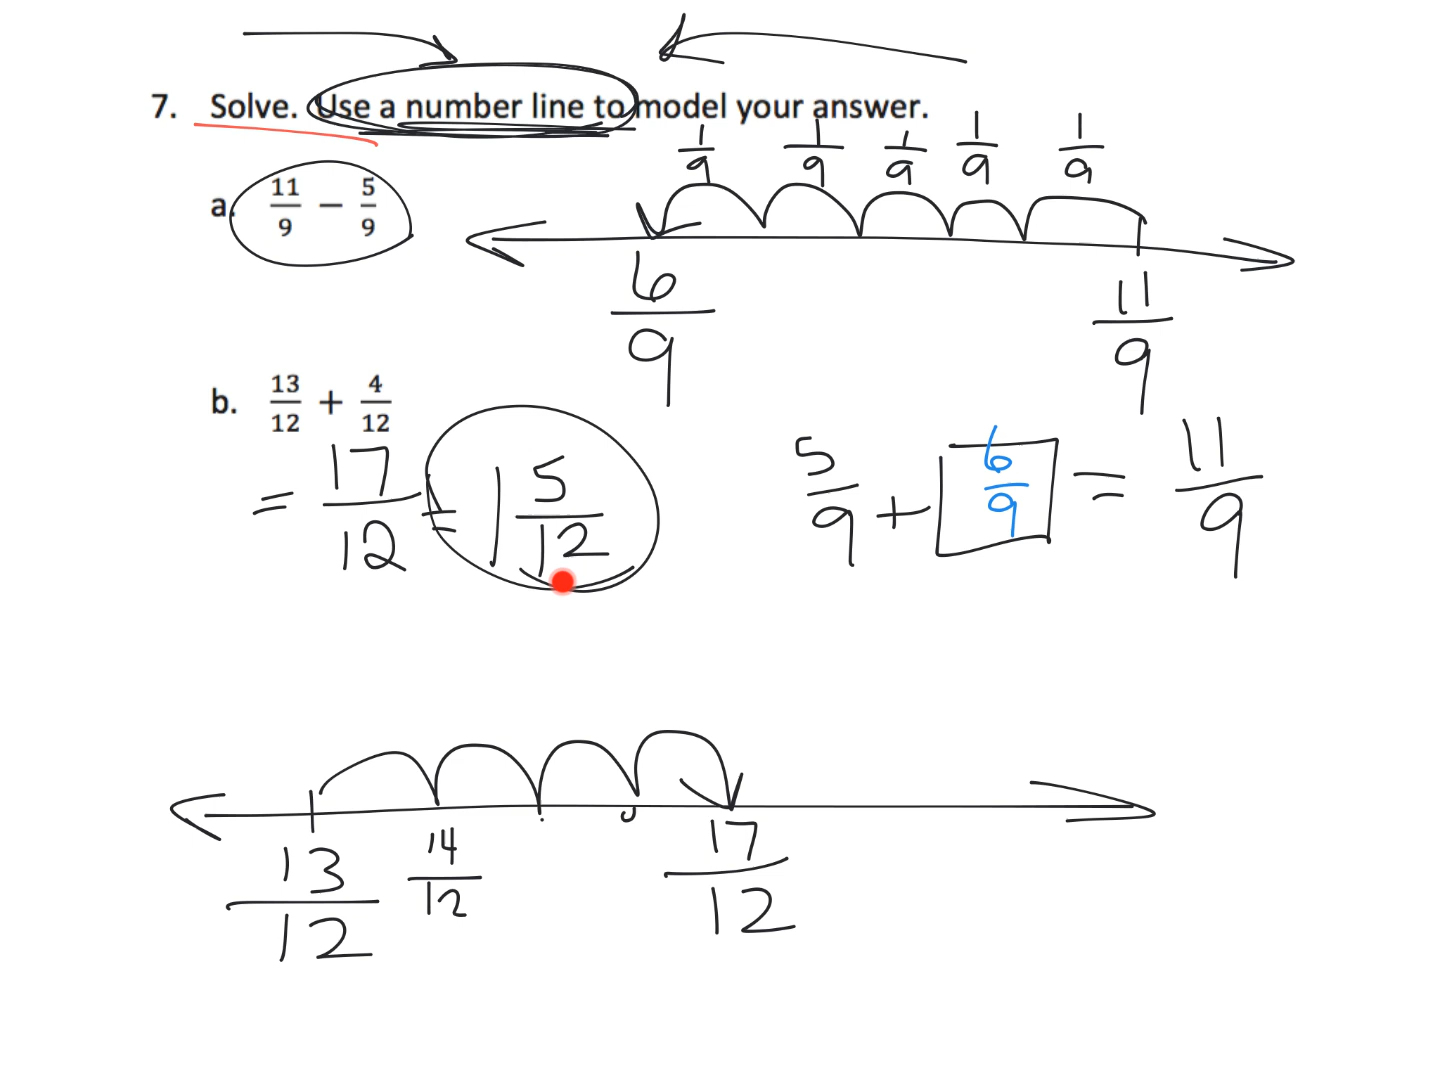 7. Solve. Use a number line to model your answer.
1/9 1/9 1/9 1/9 1/9
a. 11/9 − 5/9
6/9 11/9
b. 13/12 + 4/12
= 17/12 = 1 5/12
5/9 + 6/9 = 11/9
13/12 14/12 17/12